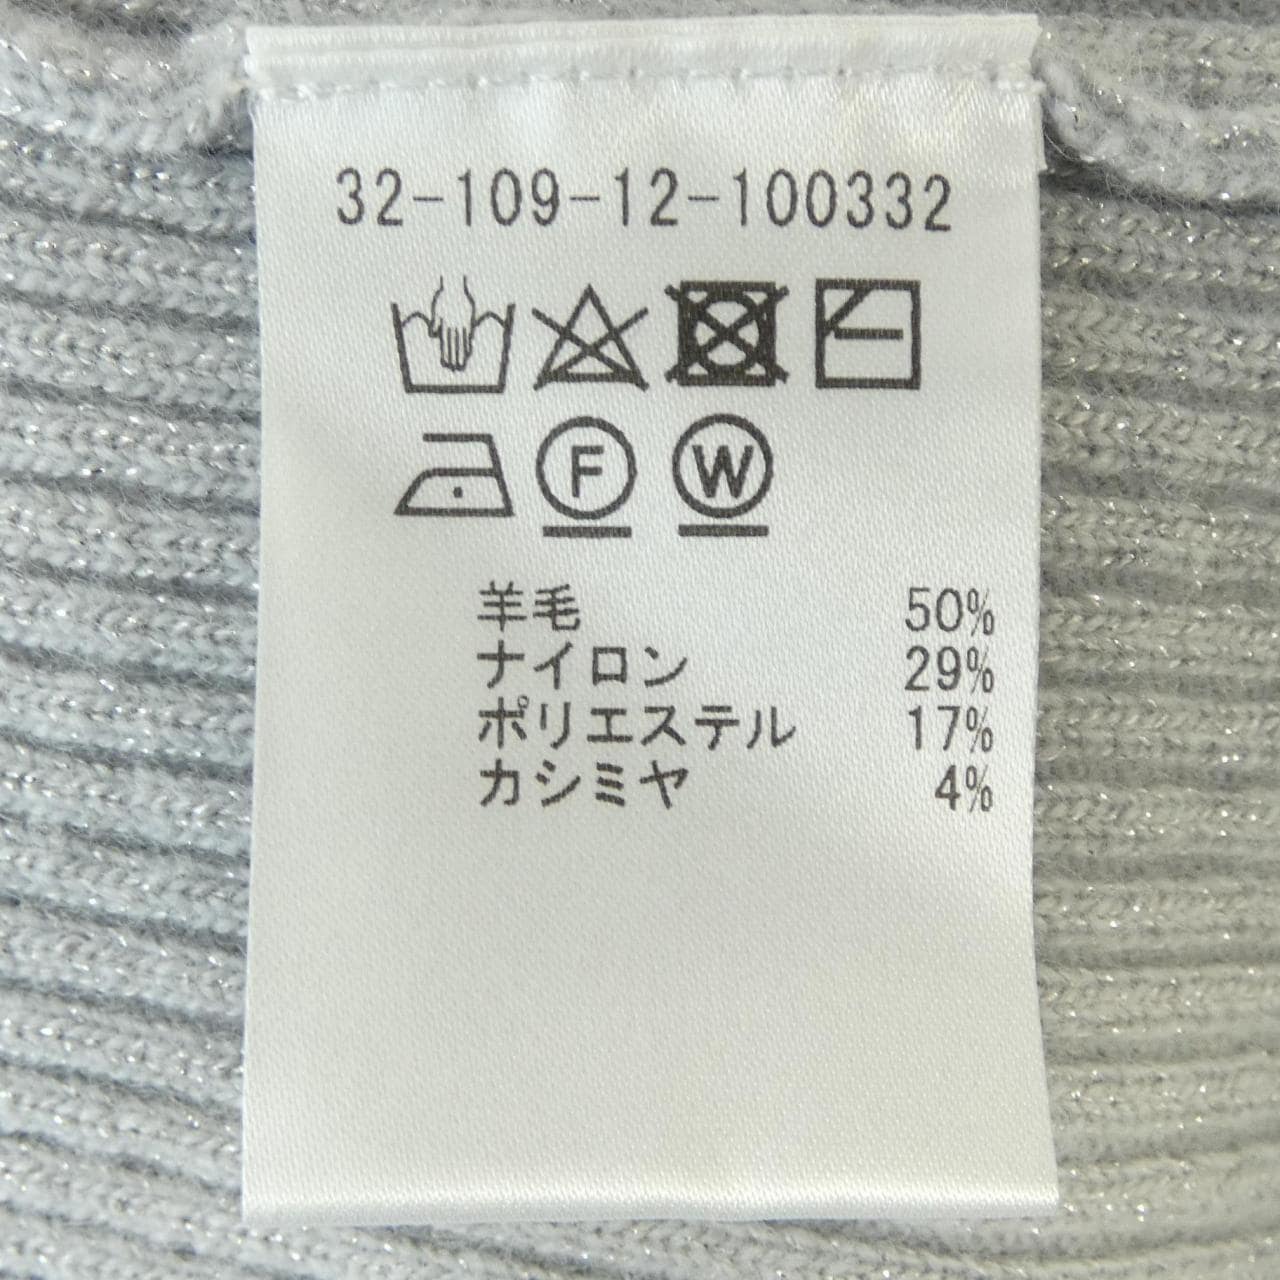 32-109-12-100332
F W
羊毛 50%
ナイロン 29%
ポリエステル 17%
カシミヤ 4%